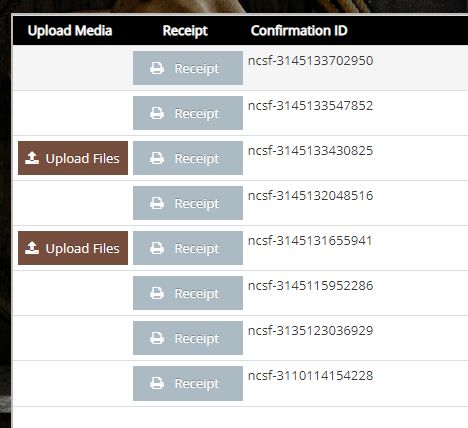 Upload Media Receipt Confirmation ID
Receipt ncsf-3145133702950
Receipt ncsf-3145133547852
Upload Files Receipt ncsf-3145133430825
Receipt ncsf-3145132048516
Upload Files Receipt ncsf-3145131655941
Receipt ncsf-3145115952286
Receipt ncsf-3135123036929
Receipt ncsf-3110114154228